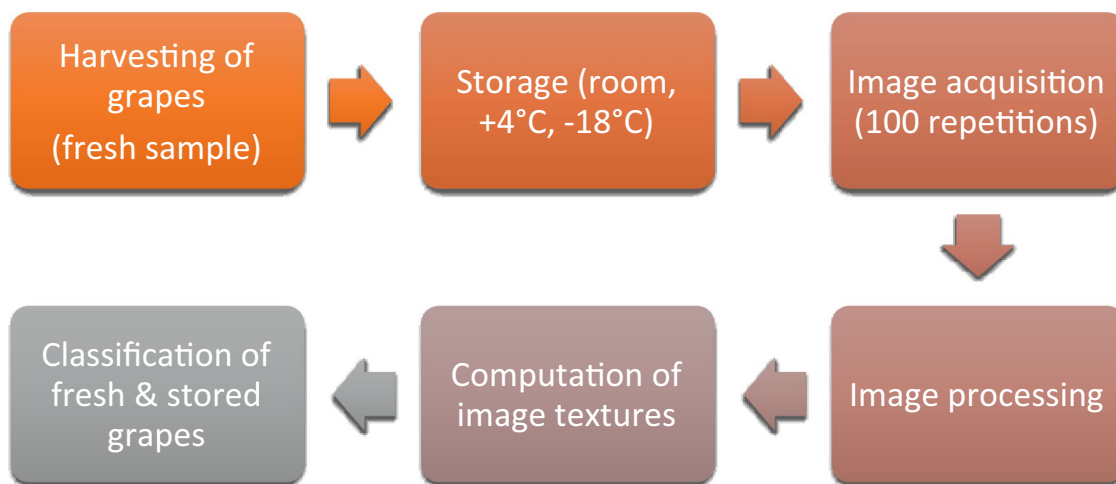 Harvesting of
grapes
(fresh sample)
Storage (room,
+4°C, -18°C)
Image acquisition
(100 repetitions)
Image processing
Computation of
image textures
Classification of
fresh & stored
grapes